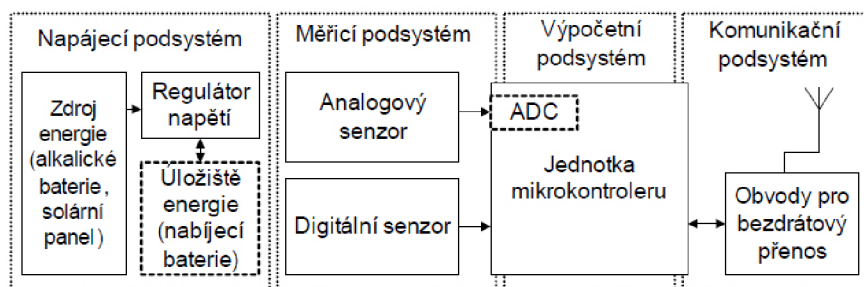 Napájecí podsystém
Zdroj
energie
(alkalické
baterie,
solární
panel)
Regulátor
napětí
Úložiště
energie
(nabíjecí
baterie)
Měřicí podsystém
Analogový
senzor
Digitální senzor
Výpočetní
podsystém
ADC
Jednotka
mikrokontroleru
Komunikační
podsystém
Obvody pro
bezdrátový
přenos